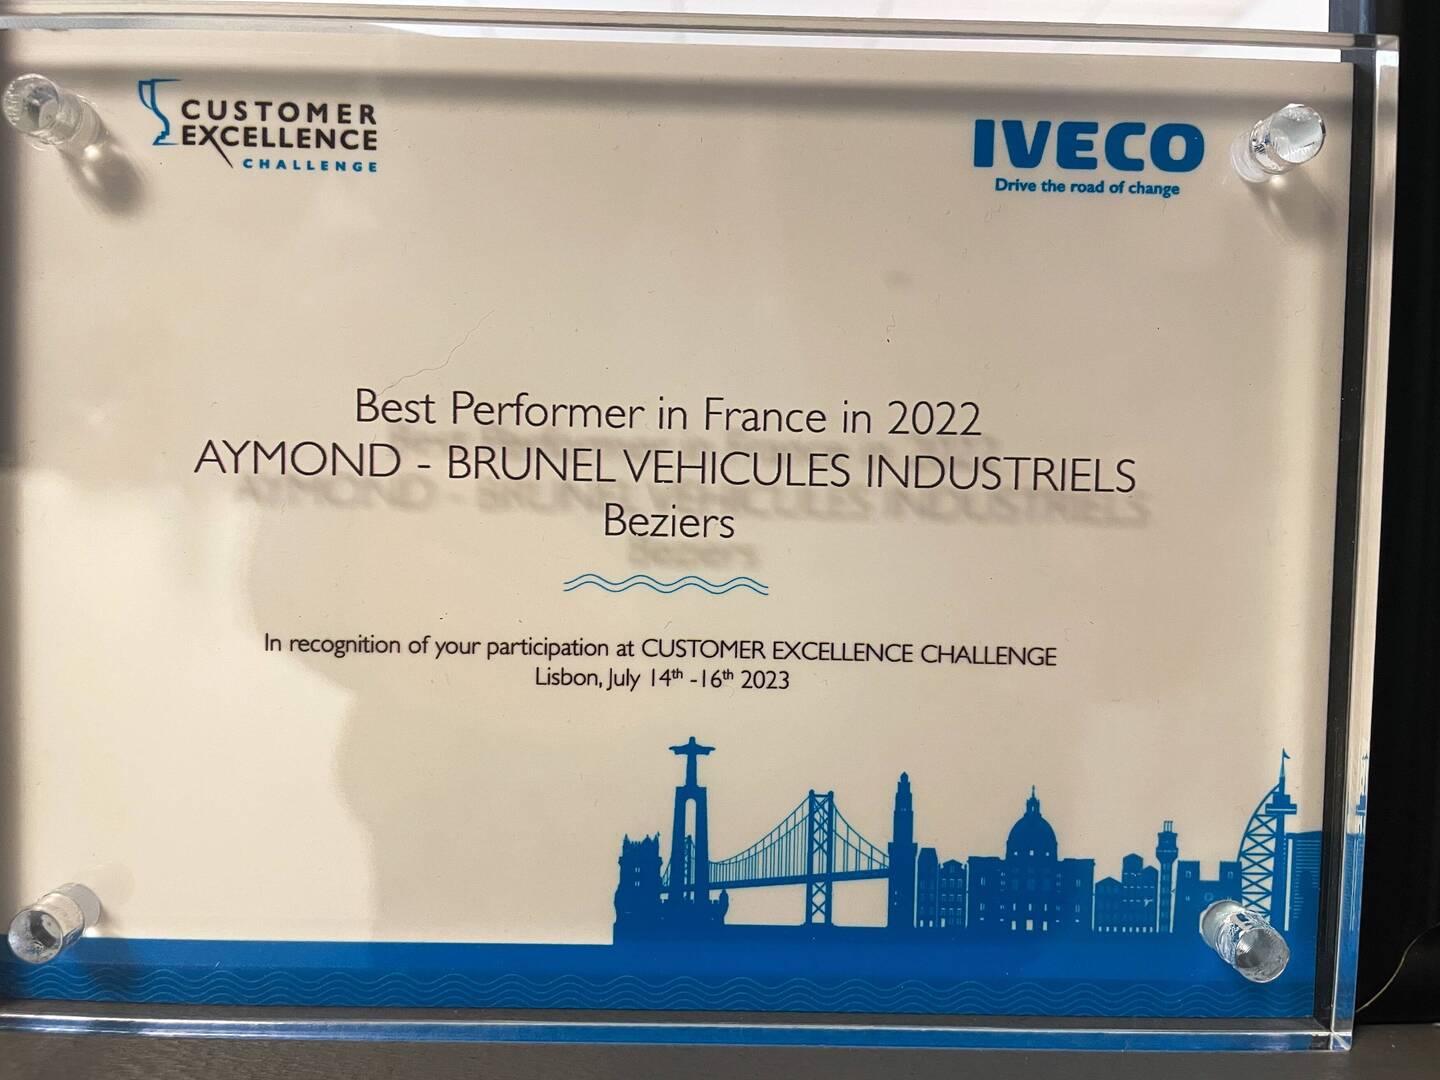 CUSTOMER
EXCELLENCE
CHALLENGE
IVECO
Drive the road of change
Best Performer in France in 2022
AYMOND - BRUNEL VEHICULES INDUSTRIELS
Beziers
In recognition of your participation at CUSTOMER EXCELLENCE CHALLENGE
Lisbon, July 14th -16th 2023